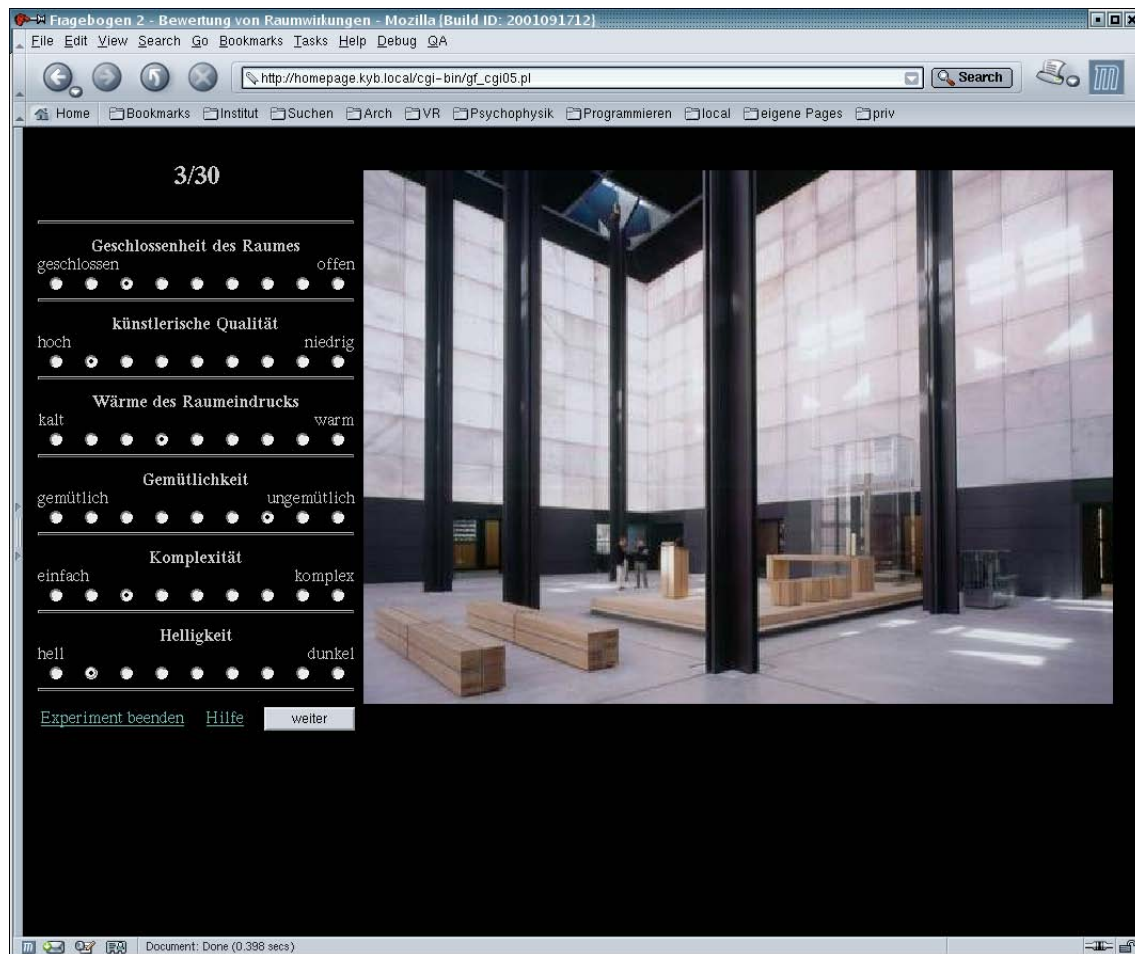 Fragebogen 2 - Bewertung von Raumwirkungen - Mozilla {Build ID: 2001091712}
File Edit View Search Go Bookmarks Tasks Help Debug QA
http://homepage.kyb.local/cgi-bin/gf_cgi05.pl Search
Home Bookmarks Institut Suchen Arch VR Psychophysik Programmieren local eigene Pages priv
3/30
Geschlossenheit des Raumes
geschlossen offen
künstlerische Qualität
hoch niedrig
Wärme des Raumeindrucks
kalt warm
Gemütlichkeit
gemütlich ungemütlich
Komplexität
einfach komplex
Helligkeit
hell dunkel
Experiment beenden Hilfe weiter
Document: Done (0.398 secs)